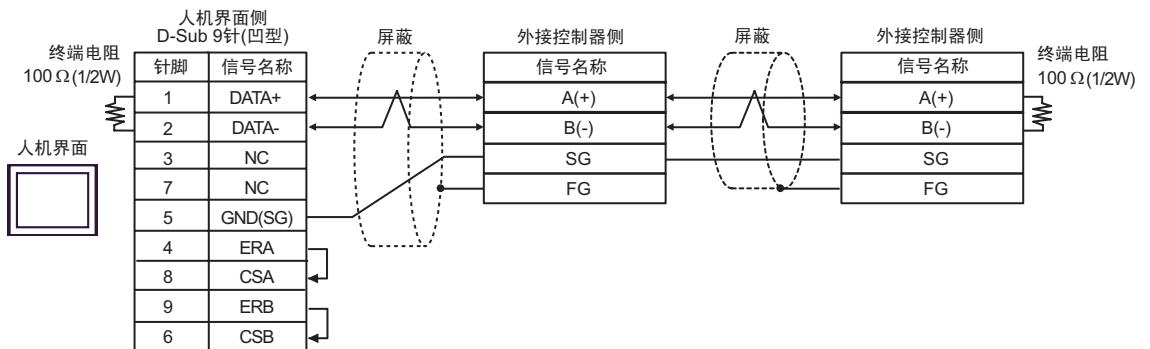 人机界面侧
D-Sub 9针(凹型)
终端电阻
100Ω(1/2W)
针脚 信号名称
1 DATA+
2 DATA-
3 NC
7 NC
5 GND(SG)
4 ERA
8 CSA
9 ERB
6 CSB
人机界面
屏蔽
外接控制器侧
信号名称
A(+)
B(-)
SG
FG
屏蔽
外接控制器侧
信号名称
A(+)
B(-)
SG
FG
终端电阻
100Ω(1/2W)